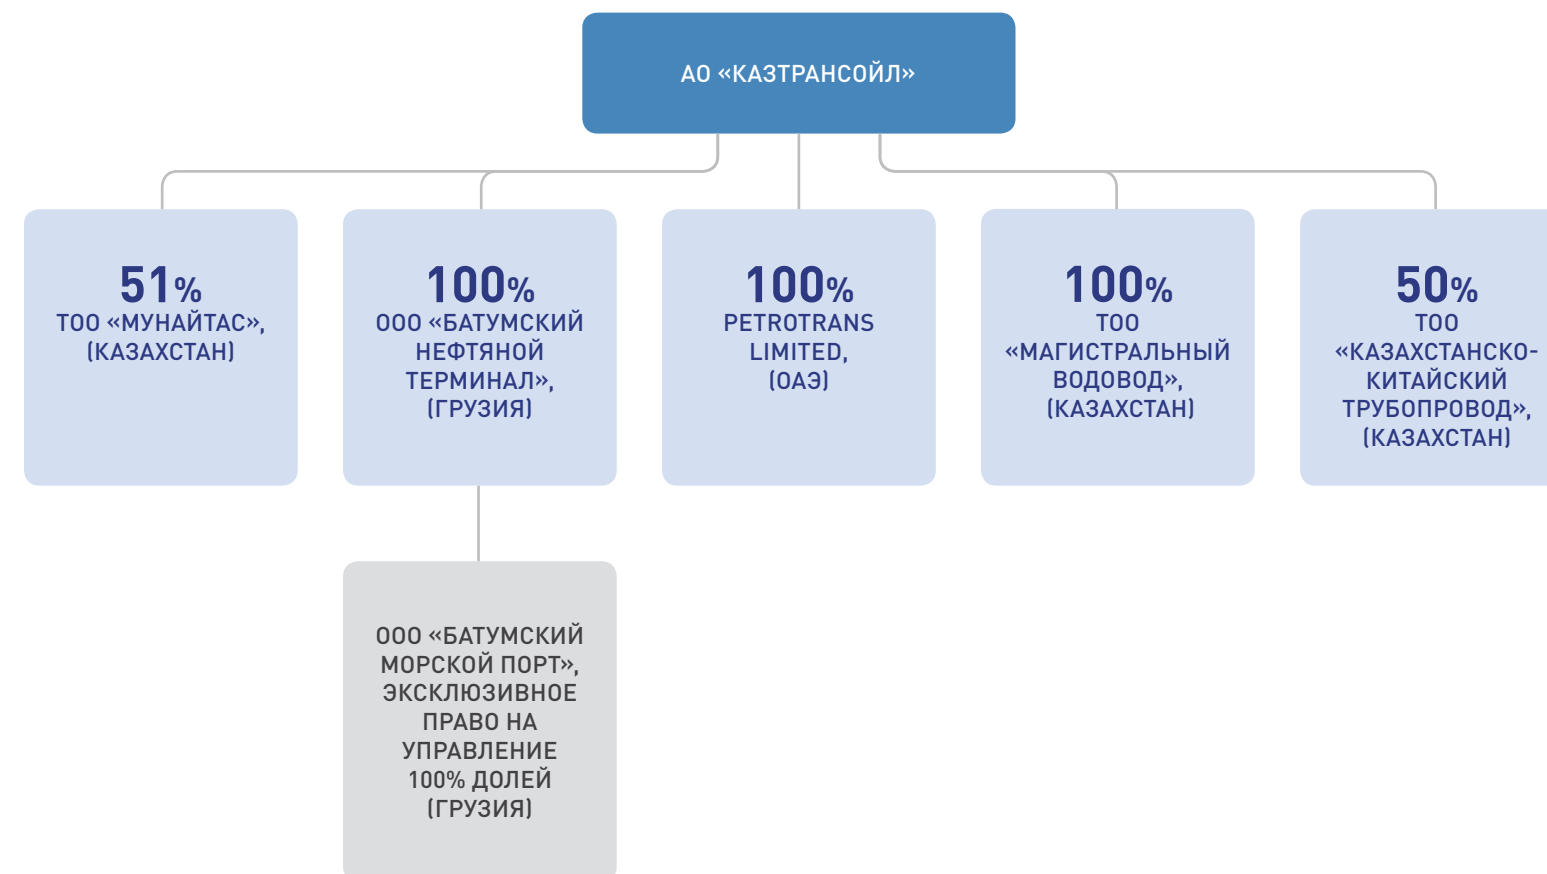 АО «КАЗТРАНСОЙЛ»
51%
ТОО «МУНАЙТАС»,
(КАЗАХСТАН)
100%
ООО «БАТУМСКИЙ
НЕФТЯНОЙ
ТЕРМИНАЛ»,
(ГРУЗИЯ)
100%
PETROTRANS
LIMITED,
(ОАЭ)
100%
ТОО
«МАГИСТРАЛЬНЫЙ
ВОДОВОД»,
(КАЗАХСТАН)
50%
ТОО
«КАЗАХСТАНСКО-
КИТАЙСКИЙ
ТРУБОПРОВОД»,
(КАЗАХСТАН)
ООО «БАТУМСКИЙ
МОРСКОЙ ПОРТ»,
ЭКСКЛЮЗИВНОЕ
ПРАВО НА
УПРАВЛЕНИЕ
100% ДОЛЕЙ
(ГРУЗИЯ)